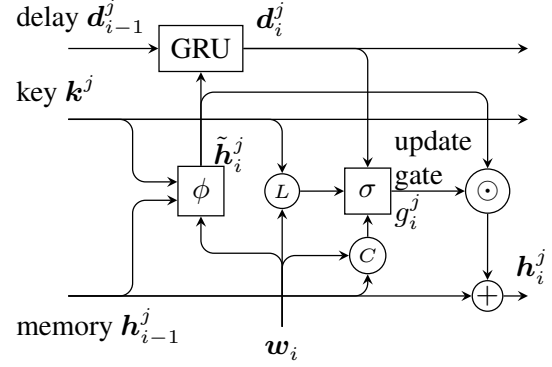 delay d^j_{i−1}
GRU
d^j_i
key k^j
h̃^j_i
update
gate
g^j_i
ϕ
L
σ
⊙
C
h^j_i
+
memory h^j_{i−1}
w_i